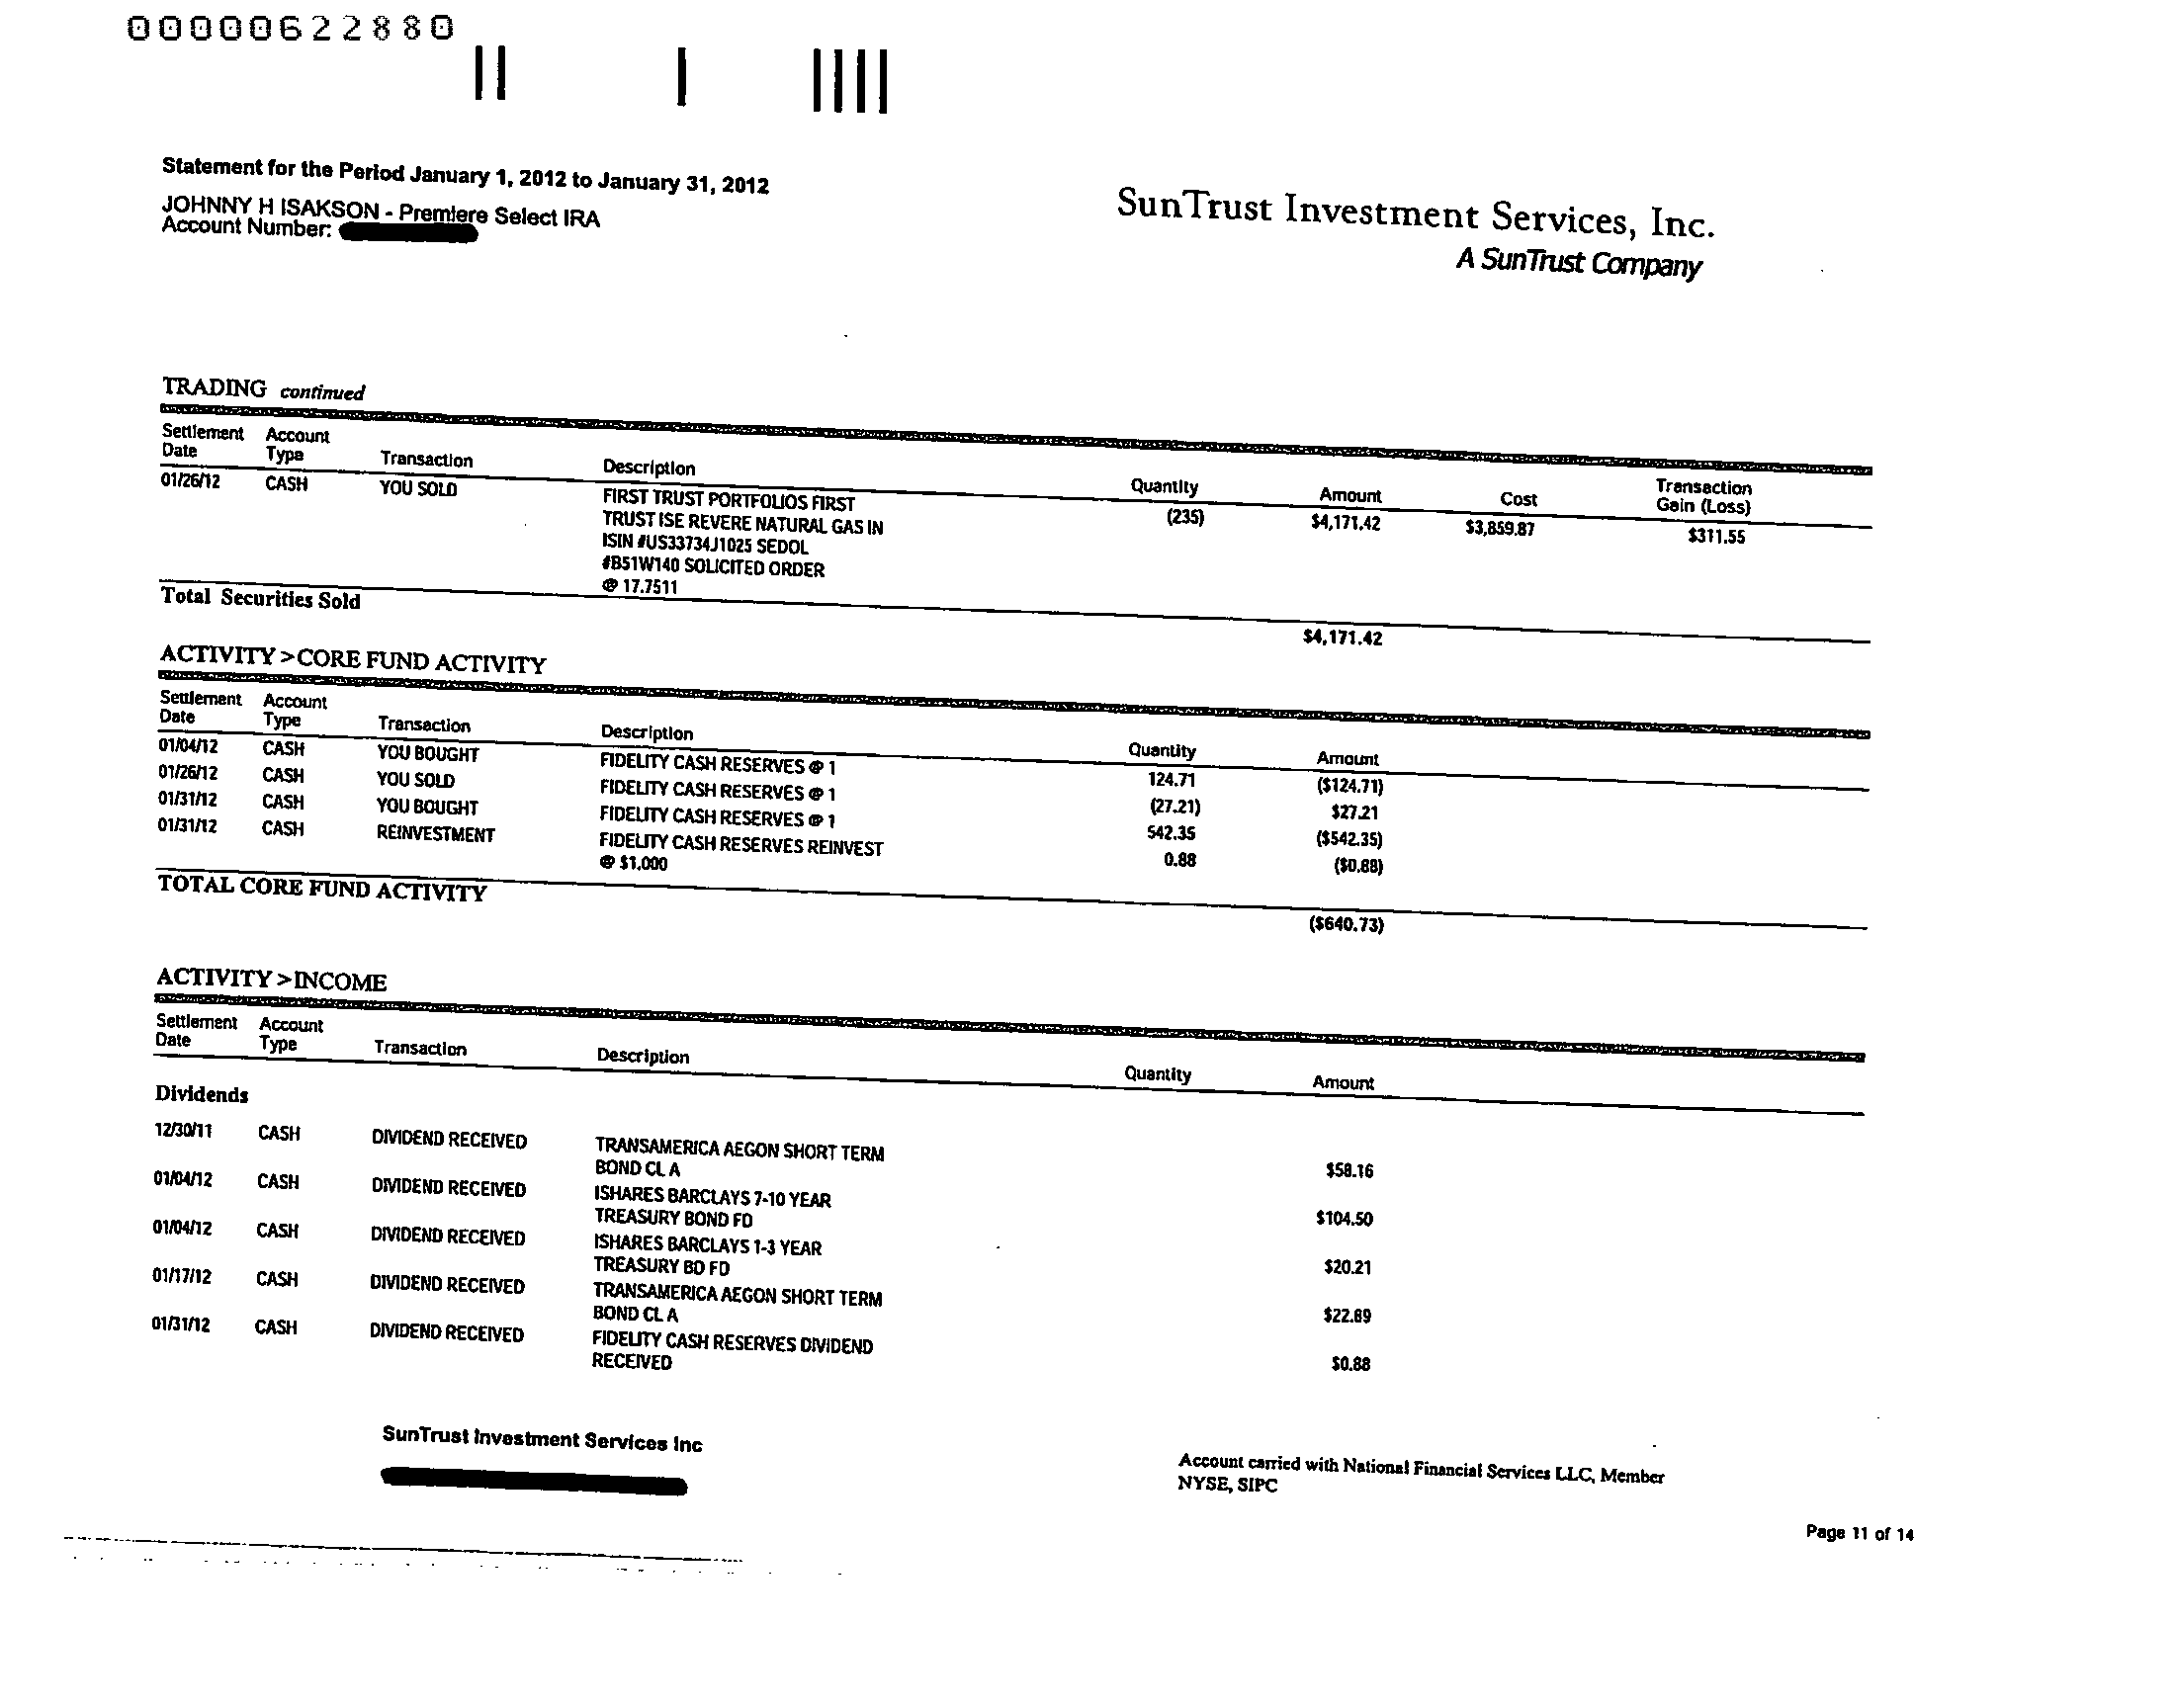 00000622880
Statement for the Period January 1, 2012 to January 31, 2012
JOHNNY H ISAKSON - Premiere Select IRA
Account Number:
SunTrust Investment Services, Inc.
A SunTrust Company
TRADING continued
Settlement Date Account Type Transaction Description Quantity Amount Cost Transaction Gain (Loss)
01/26/12 CASH YOU SOLD FIRST TRUST PORTFOLIOS FIRST (235) $4,171.42 $3,859.87 $311.55
TRUST ISE REVERE NATURAL GAS IN
ISIN #US33734J1025 SEDOL
#B51W140 SOLICITED ORDER
@ 17.7511
Total Securities Sold $4,171.42
ACTIVITY > CORE FUND ACTIVITY
Settlement Date Account Type Transaction Description Quantity Amount
01/04/12 CASH YOU BOUGHT FIDELITY CASH RESERVES @ 1 124.71 ($124.71)
01/26/12 CASH YOU SOLD FIDELITY CASH RESERVES @ 1 (27.21) $27.21
01/31/12 CASH YOU BOUGHT FIDELITY CASH RESERVES @ 1 542.35 ($542.35)
01/31/12 CASH REINVESTMENT FIDELITY CASH RESERVES REINVEST 0.88 ($0.88)
@ $1.000
TOTAL CORE FUND ACTIVITY ($640.73)
ACTIVITY > INCOME
Settlement Date Account Type Transaction Description Quantity Amount
Dividends
12/30/11 CASH DIVIDEND RECEIVED TRANSAMERICA AEGON SHORT TERM $58.16
BOND CL A
01/04/12 CASH DIVIDEND RECEIVED ISHARES BARCLAYS 7-10 YEAR $104.50
TREASURY BOND FD
01/04/12 CASH DIVIDEND RECEIVED ISHARES BARCLAYS 1-3 YEAR $20.21
TREASURY BD FD
01/17/12 CASH DIVIDEND RECEIVED TRANSAMERICA AEGON SHORT TERM $22.89
BOND CL A
01/31/12 CASH DIVIDEND RECEIVED FIDELITY CASH RESERVES DIVIDEND $0.88
RECEIVED
SunTrust Investment Services Inc
Account carried with National Financial Services LLC, Member
NYSE, SIPC
Page 11 of 14